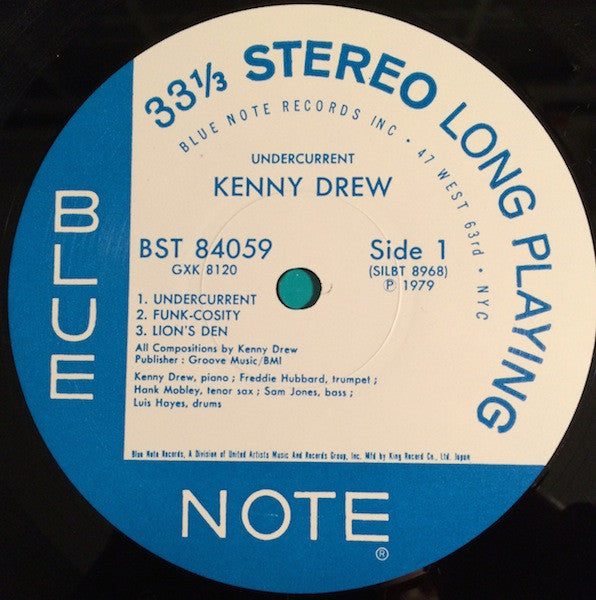 33⅓ STEREO LONG PLAYING
BLUE NOTE RECORDS INC • 47 WEST 63rd • NYC
UNDERCURRENT
KENNY DREW
BST 84059
GXK 8120
Side 1
(SILBT 8968)
Ⓟ 1979
1. UNDERCURRENT
2. FUNK-COSITY
3. LION'S DEN
All Compositions by Kenny Drew
Publisher : Groove Music/BMI
Kenny Drew, piano ; Freddie Hubbard, trumpet ;
Hank Mobley, tenor sax ; Sam Jones, bass ;
Luis Hayes, drums
Blue Note Records, A Division of United Artists Music And Records Group, Inc. Mfd by King Record Co., Ltd. Japan
BLUE
NOTE®